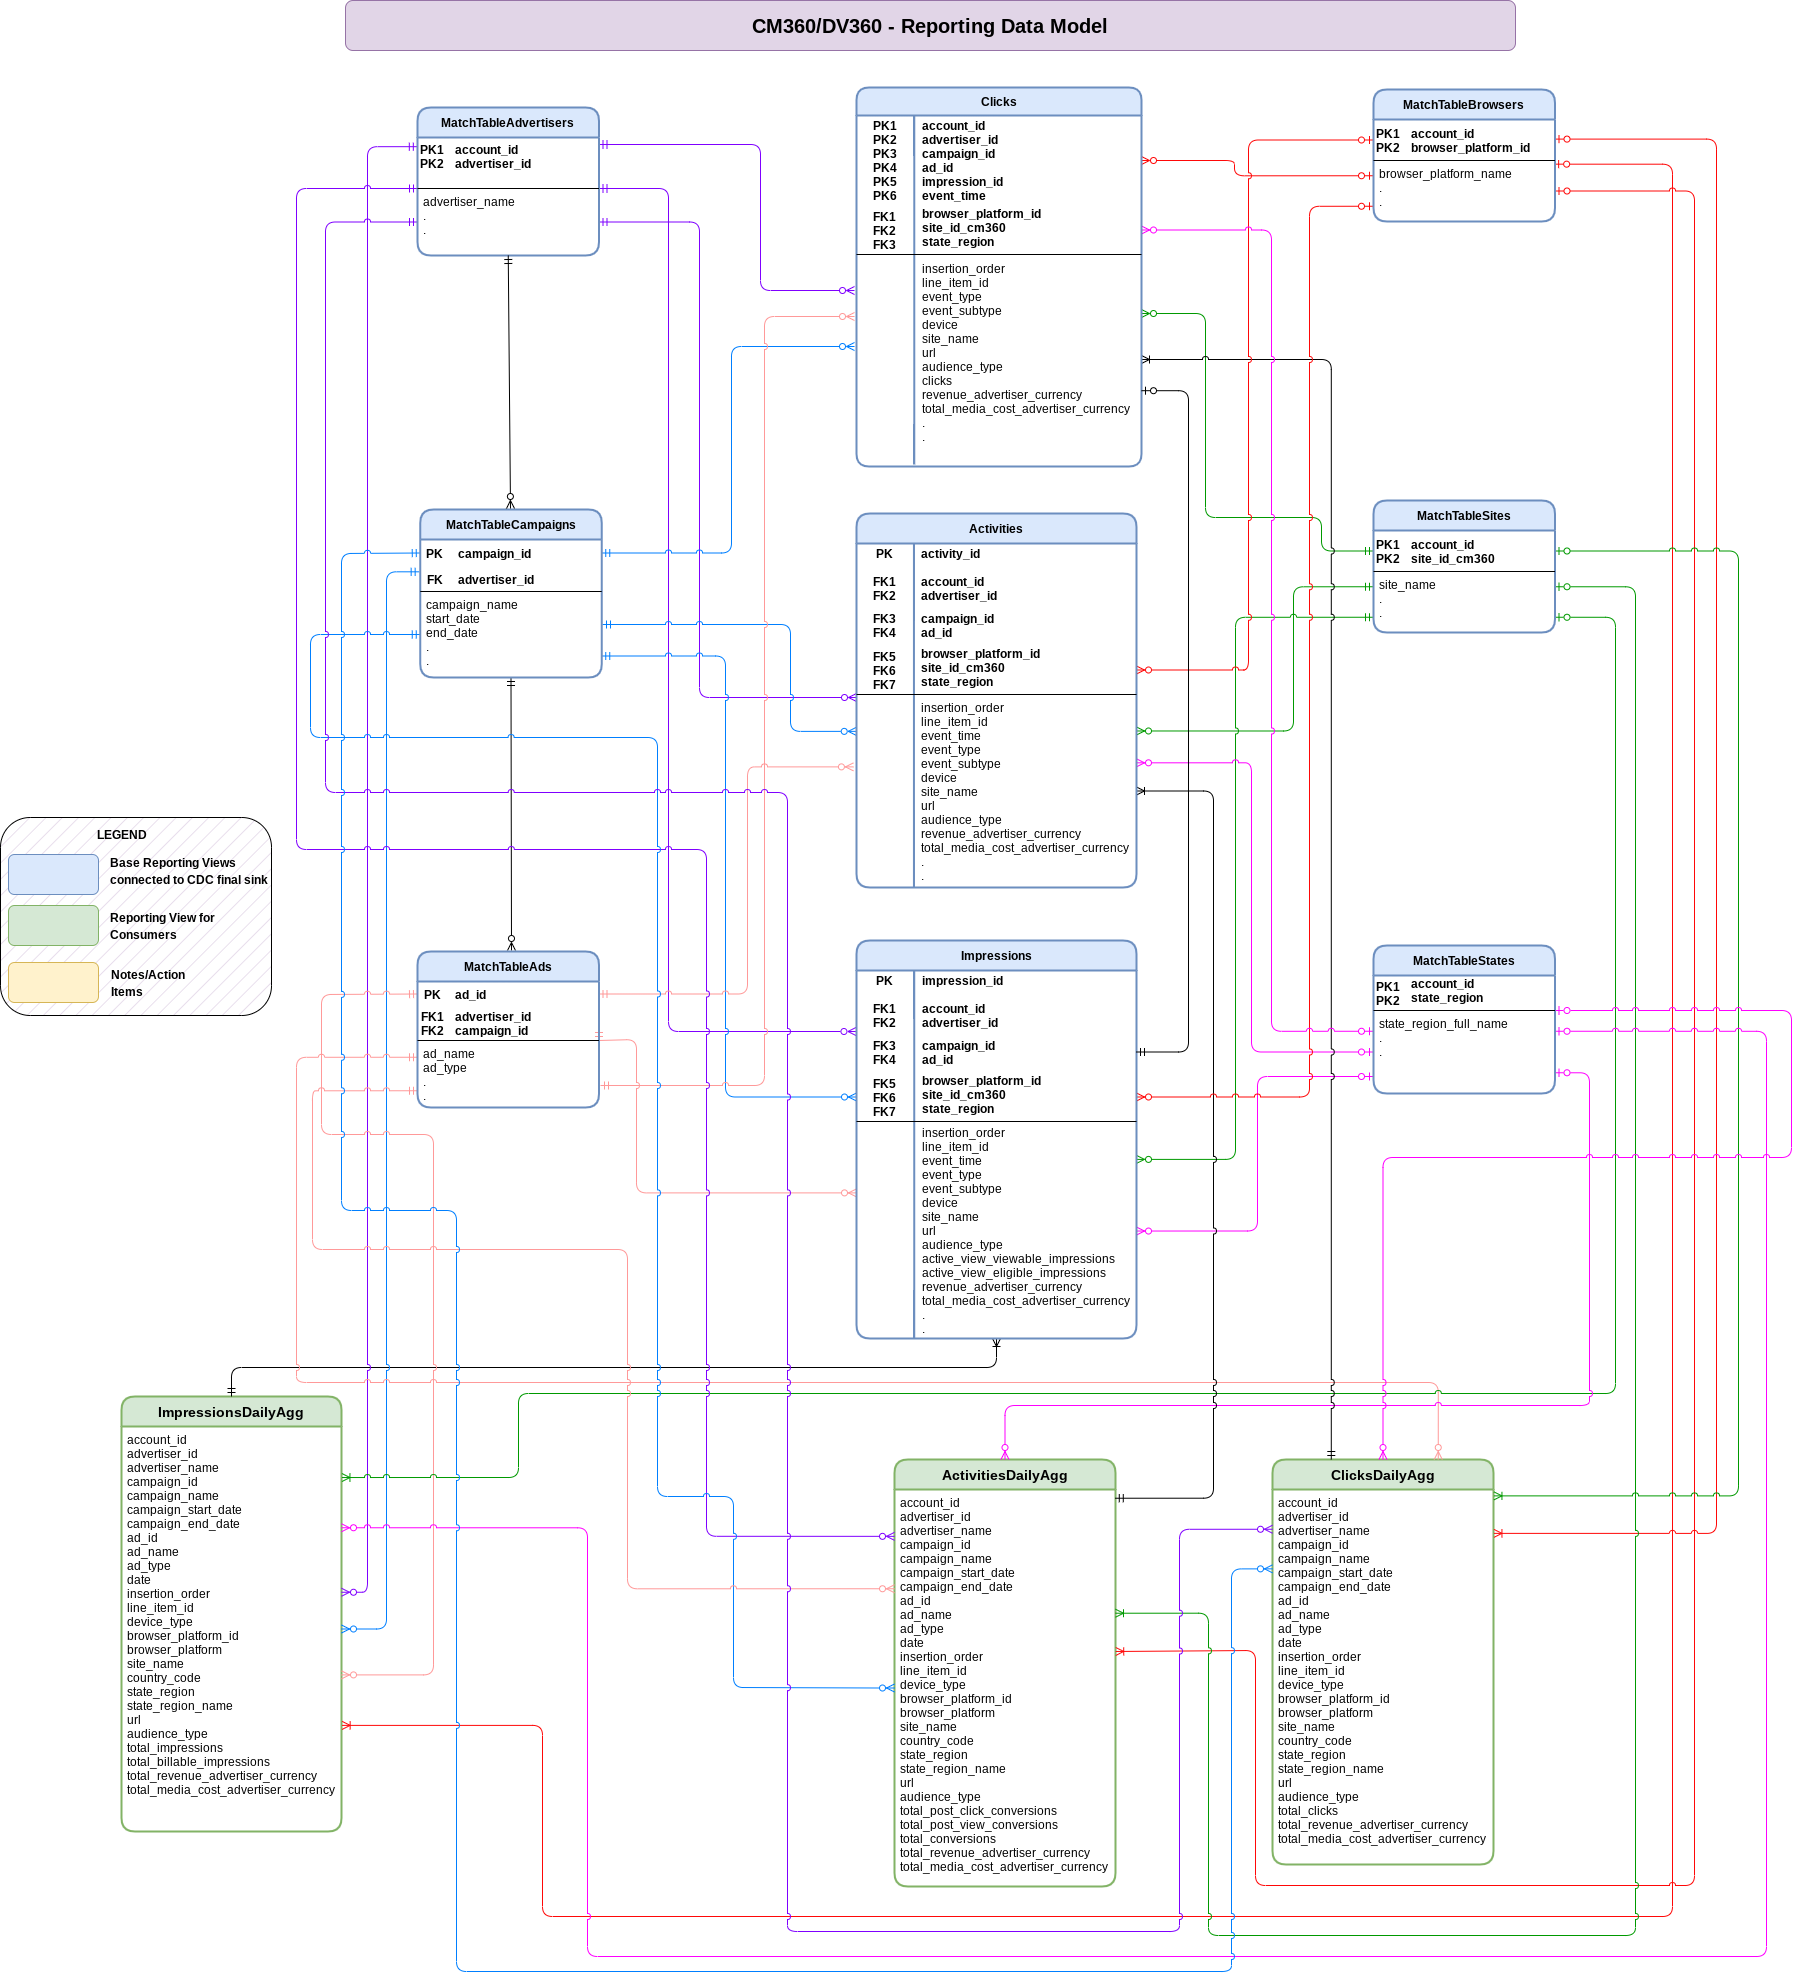 CM360/DV360 - Reporting Data Model
MatchTableAdvertisers
PK1 account_id
PK2 advertiser_id
advertiser_name
.
.
Clicks
PK1 account_id
PK2 advertiser_id
PK3 campaign_id
PK4 ad_id
PK5 impression_id
PK6 event_time
FK1 browser_platform_id
FK2 site_id_cm360
FK3 state_region
insertion_order
line_item_id
event_type
event_subtype
device
site_name
url
audience_type
clicks
revenue_advertiser_currency
total_media_cost_advertiser_currency
.
.
MatchTableBrowsers
PK1 account_id
PK2 browser_platform_id
browser_platform_name
.
.
MatchTableCampaigns
PK campaign_id
FK advertiser_id
campaign_name
start_date
end_date
.
.
Activities
PK activity_id
FK1 account_id
FK2 advertiser_id
FK3 campaign_id
FK4 ad_id
FK5 browser_platform_id
FK6 site_id_cm360
FK7 state_region
insertion_order
line_item_id
event_time
event_type
event_subtype
device
site_name
url
audience_type
revenue_advertiser_currency
total_media_cost_advertiser_currency
.
.
MatchTableSites
PK1 account_id
PK2 site_id_cm360
site_name
.
.
LEGEND
Base Reporting Views
connected to CDC final sink
Reporting View for
Consumers
Notes/Action
Items
MatchTableAds
PK ad_id
FK1 advertiser_id
FK2 campaign_id
ad_name
ad_type
.
.
Impressions
PK impression_id
FK1 account_id
FK2 advertiser_id
FK3 campaign_id
FK4 ad_id
FK5 browser_platform_id
FK6 site_id_cm360
FK7 state_region
insertion_order
line_item_id
event_time
event_type
event_subtype
device
site_name
url
audience_type
active_view_viewable_impressions
active_view_eligible_impressions
revenue_advertiser_currency
total_media_cost_advertiser_currency
.
.
MatchTableStates
PK1 account_id
PK2 state_region
state_region_full_name
.
.
ImpressionsDailyAgg
account_id
advertiser_id
advertiser_name
campaign_id
campaign_name
campaign_start_date
campaign_end_date
ad_id
ad_name
ad_type
date
insertion_order
line_item_id
device_type
browser_platform_id
browser_platform
site_name
country_code
state_region
state_region_name
url
audience_type
total_impressions
total_billable_impressions
total_revenue_advertiser_currency
total_media_cost_advertiser_currency
ActivitiesDailyAgg
account_id
advertiser_id
advertiser_name
campaign_id
campaign_name
campaign_start_date
campaign_end_date
ad_id
ad_name
ad_type
date
insertion_order
line_item_id
device_type
browser_platform_id
browser_platform
site_name
country_code
state_region
state_region_name
url
audience_type
total_post_click_conversions
total_post_view_conversions
total_conversions
total_revenue_advertiser_currency
total_media_cost_advertiser_currency
ClicksDailyAgg
account_id
advertiser_id
advertiser_name
campaign_id
campaign_name
campaign_start_date
campaign_end_date
ad_id
ad_name
ad_type
date
insertion_order
line_item_id
device_type
browser_platform_id
browser_platform
site_name
country_code
state_region
state_region_name
url
audience_type
total_clicks
total_revenue_advertiser_currency
total_media_cost_advertiser_currency